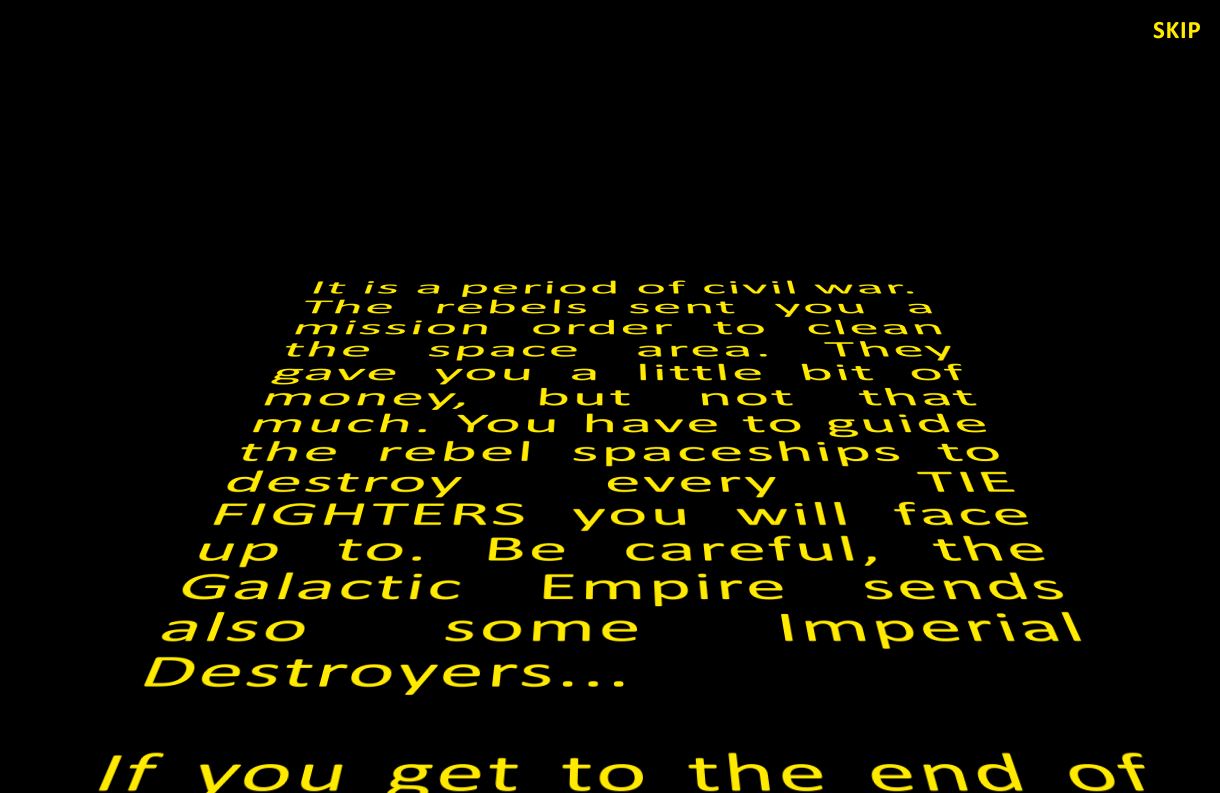 SKIP
It is a period of civil war.
The rebels sent you a
mission order to clean
the space area. They
gave you a little bit of
money, but not that
much. You have to guide
the rebel spaceships to
destroy every TIE
FIGHTERS you will face
up to. Be careful, the
Galactic Empire sends
also some Imperial
Destroyers...
If you get to the end of